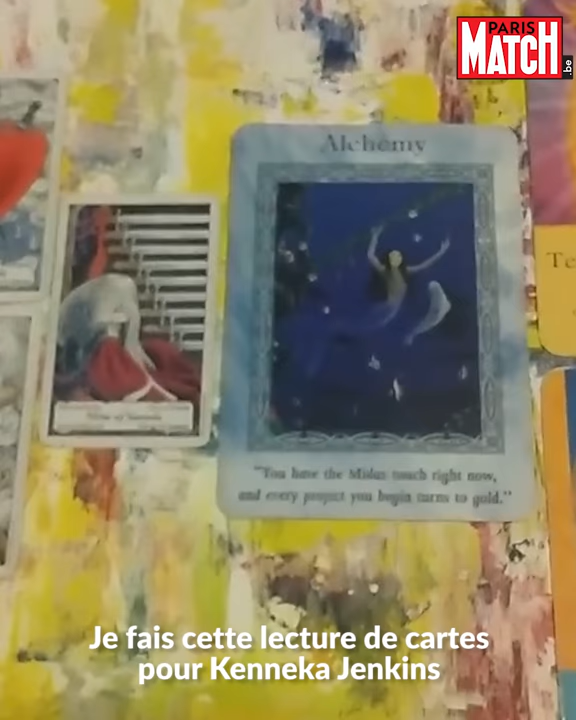 PARIS
MATCH
.be
Alchemy
Te
"You have the Midas touch right now,
and every project you begin turns to gold."
Je fais cette lecture de cartes
pour Kenneka Jenkins